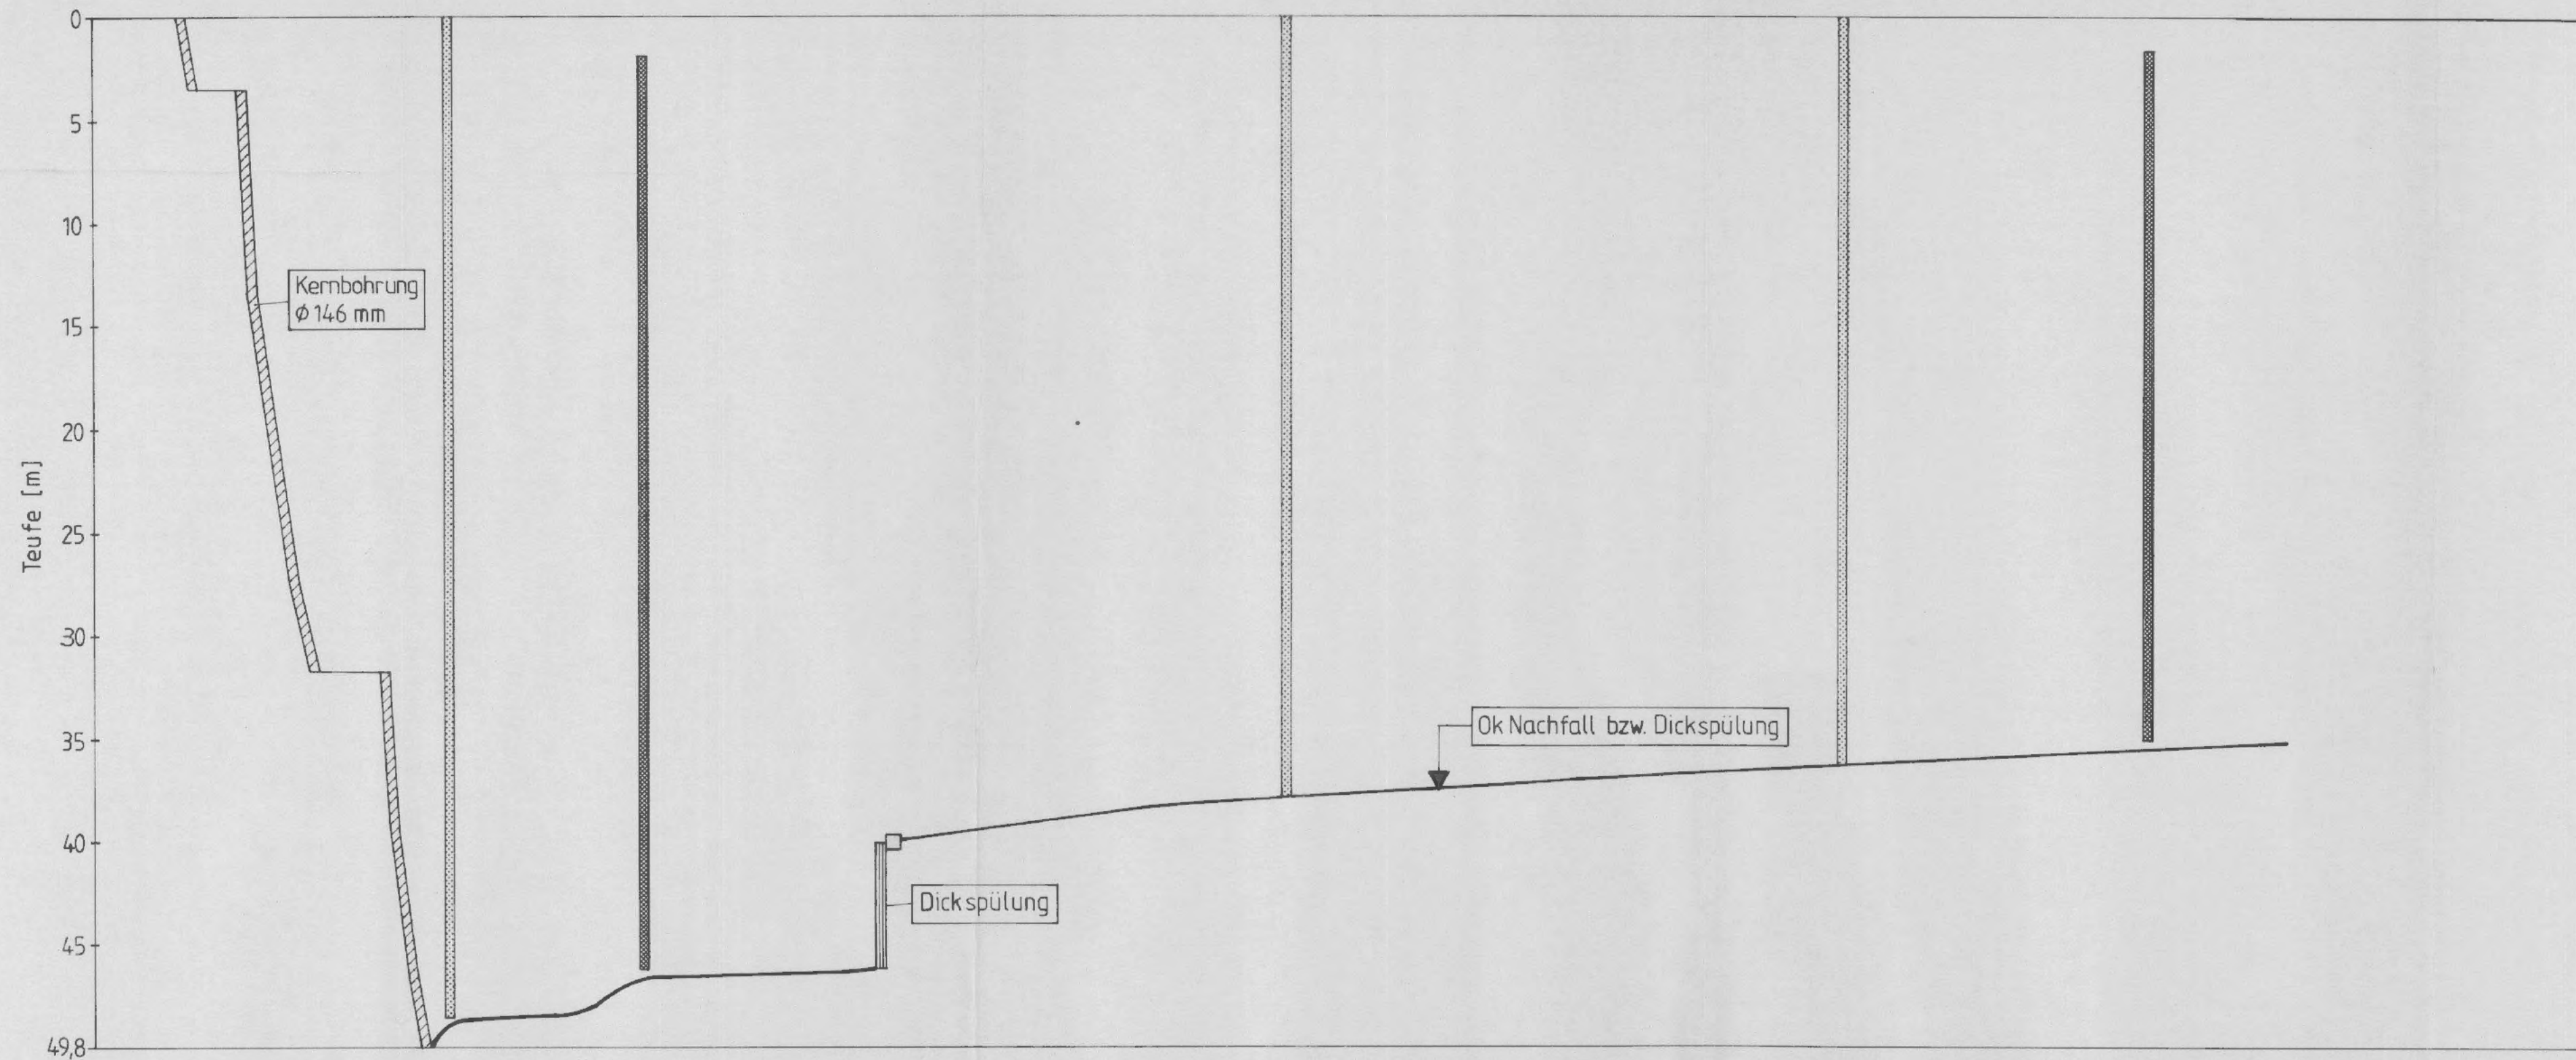 0
5
10
Kernbohrung
φ 146 mm
15
20
Teufe [m]
25
30
35
Ok Nachfall bzw. Dickspülung
40
Dickspülung
45
49,8